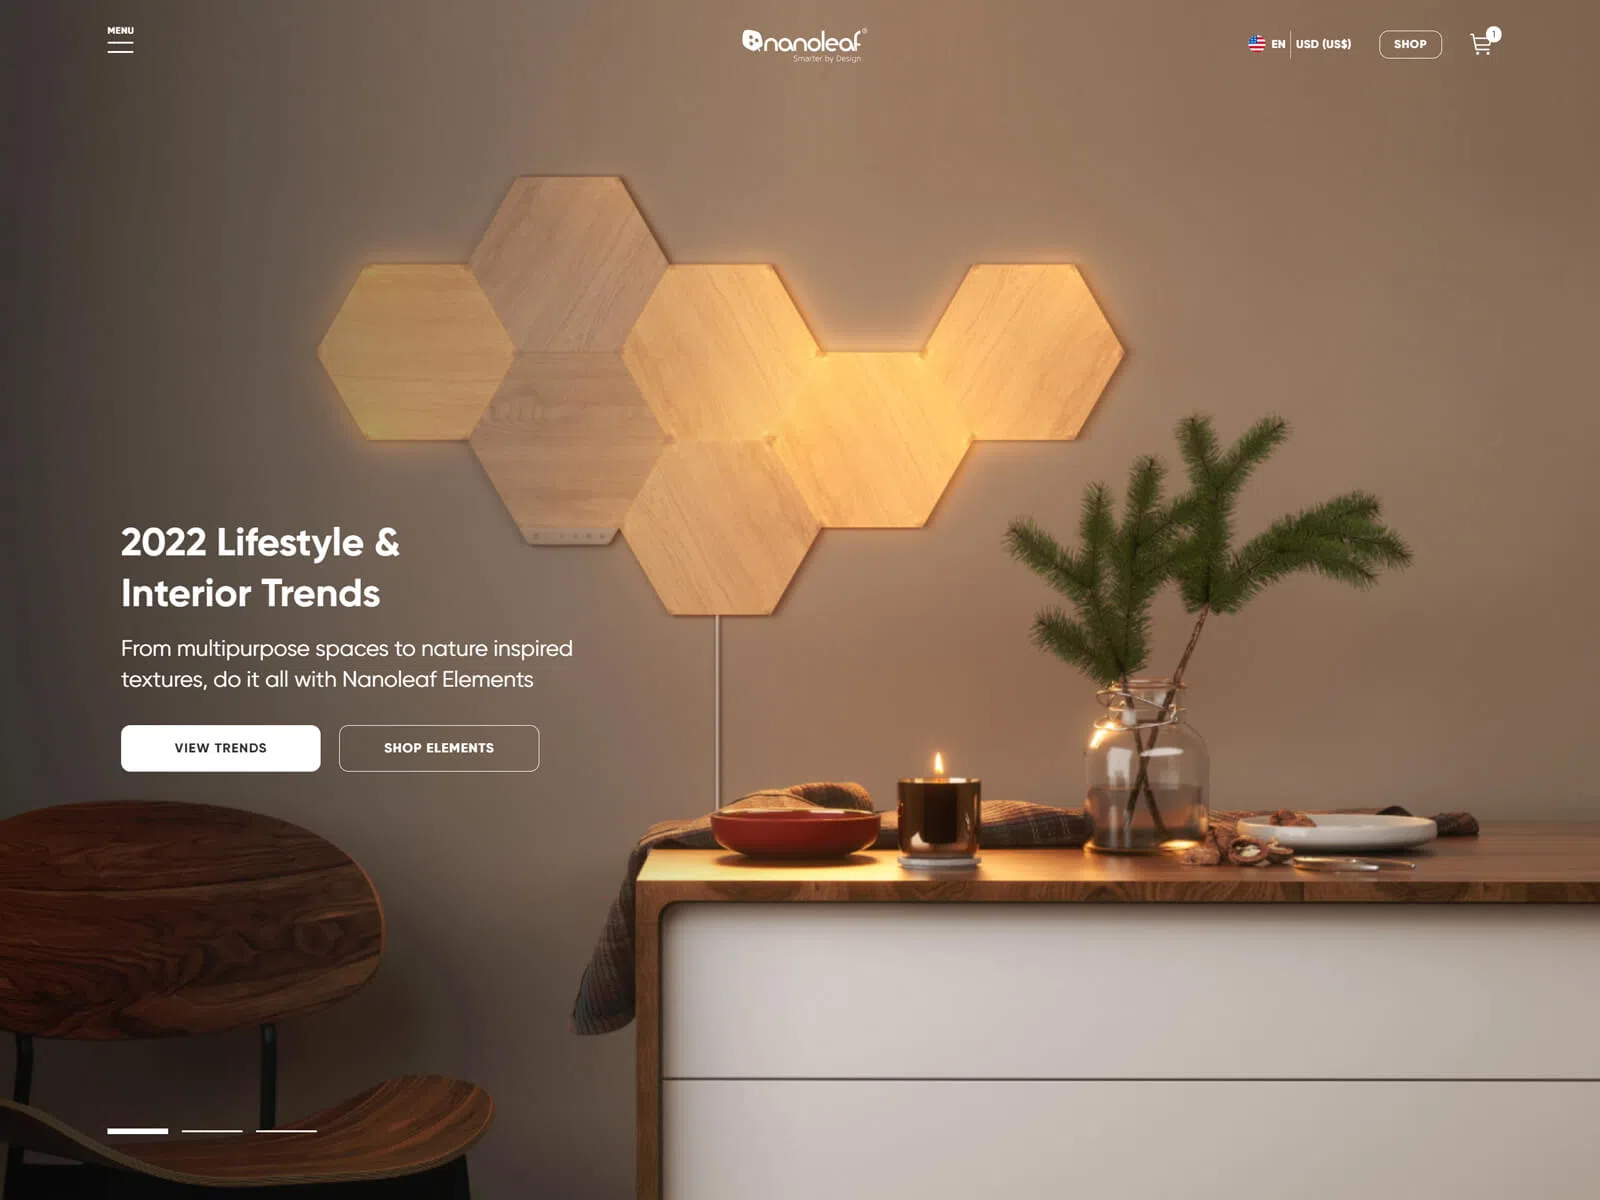 MENU
nanoleaf®
Smarter by Design
EN
USD (US$)
SHOP
1
2022 Lifestyle &
Interior Trends
From multipurpose spaces to nature inspired
textures, do it all with Nanoleaf Elements
VIEW TRENDS
SHOP ELEMENTS